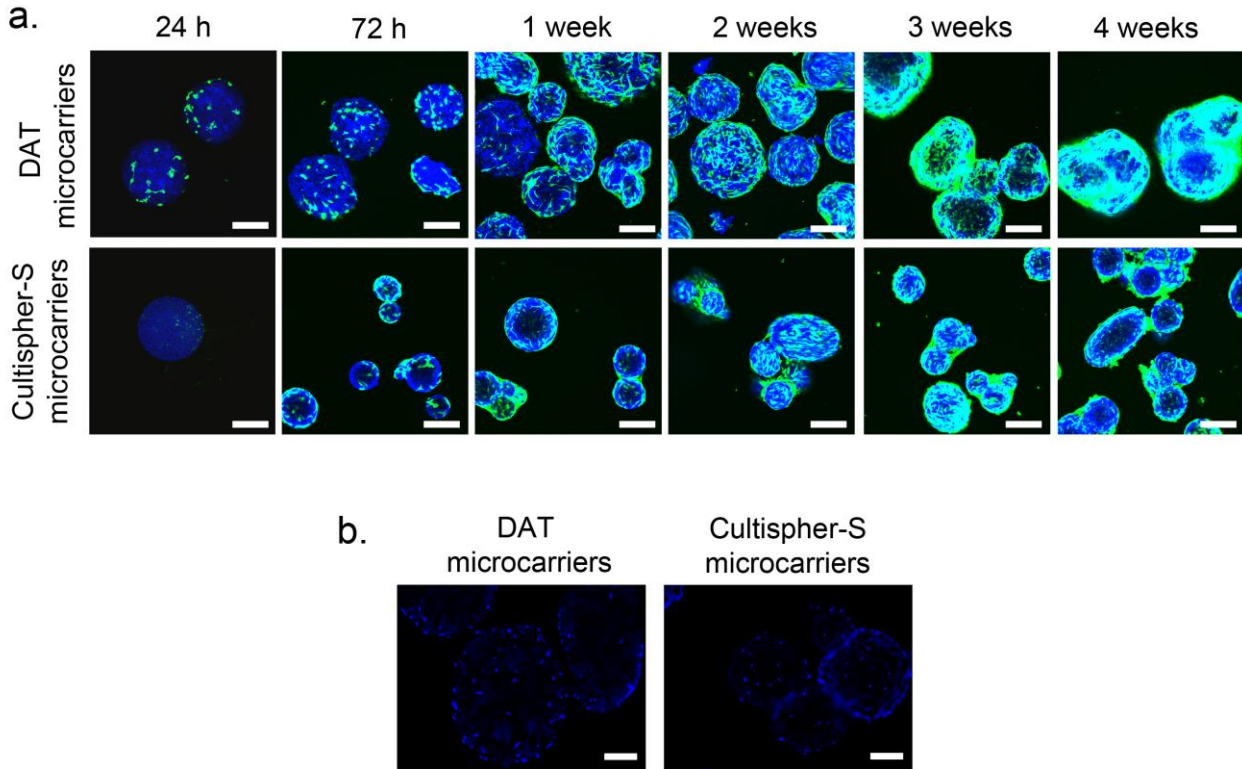 a.
24 h
72 h
1 week
2 weeks
3 weeks
4 weeks
DAT
microcarriers
Cultispher-S
microcarriers
b.
DAT
microcarriers
Cultispher-S
microcarriers